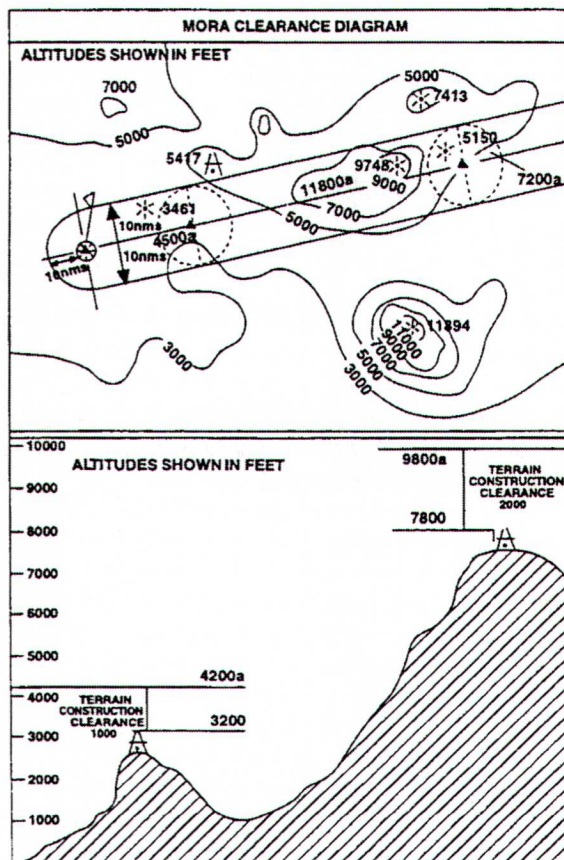 MORA CLEARANCE DIAGRAM
ALTITUDES SHOWN IN FEET
7000
5000
5000
7413
5417
5150
9748
11800a
9000
7200a
3461
7000
10nms
5000
4500a
10nms
10nms
11894
11000
9000
7000
5000
3000
3000
10000
ALTITUDES SHOWN IN FEET
9800a
TERRAIN
CONSTRUCTION
CLEARANCE
2000
9000
7800
8000
7000
6000
5000
4200a
4000
TERRAIN
CONSTRUCTION
CLEARANCE
1000
3200
3000
2000
1000